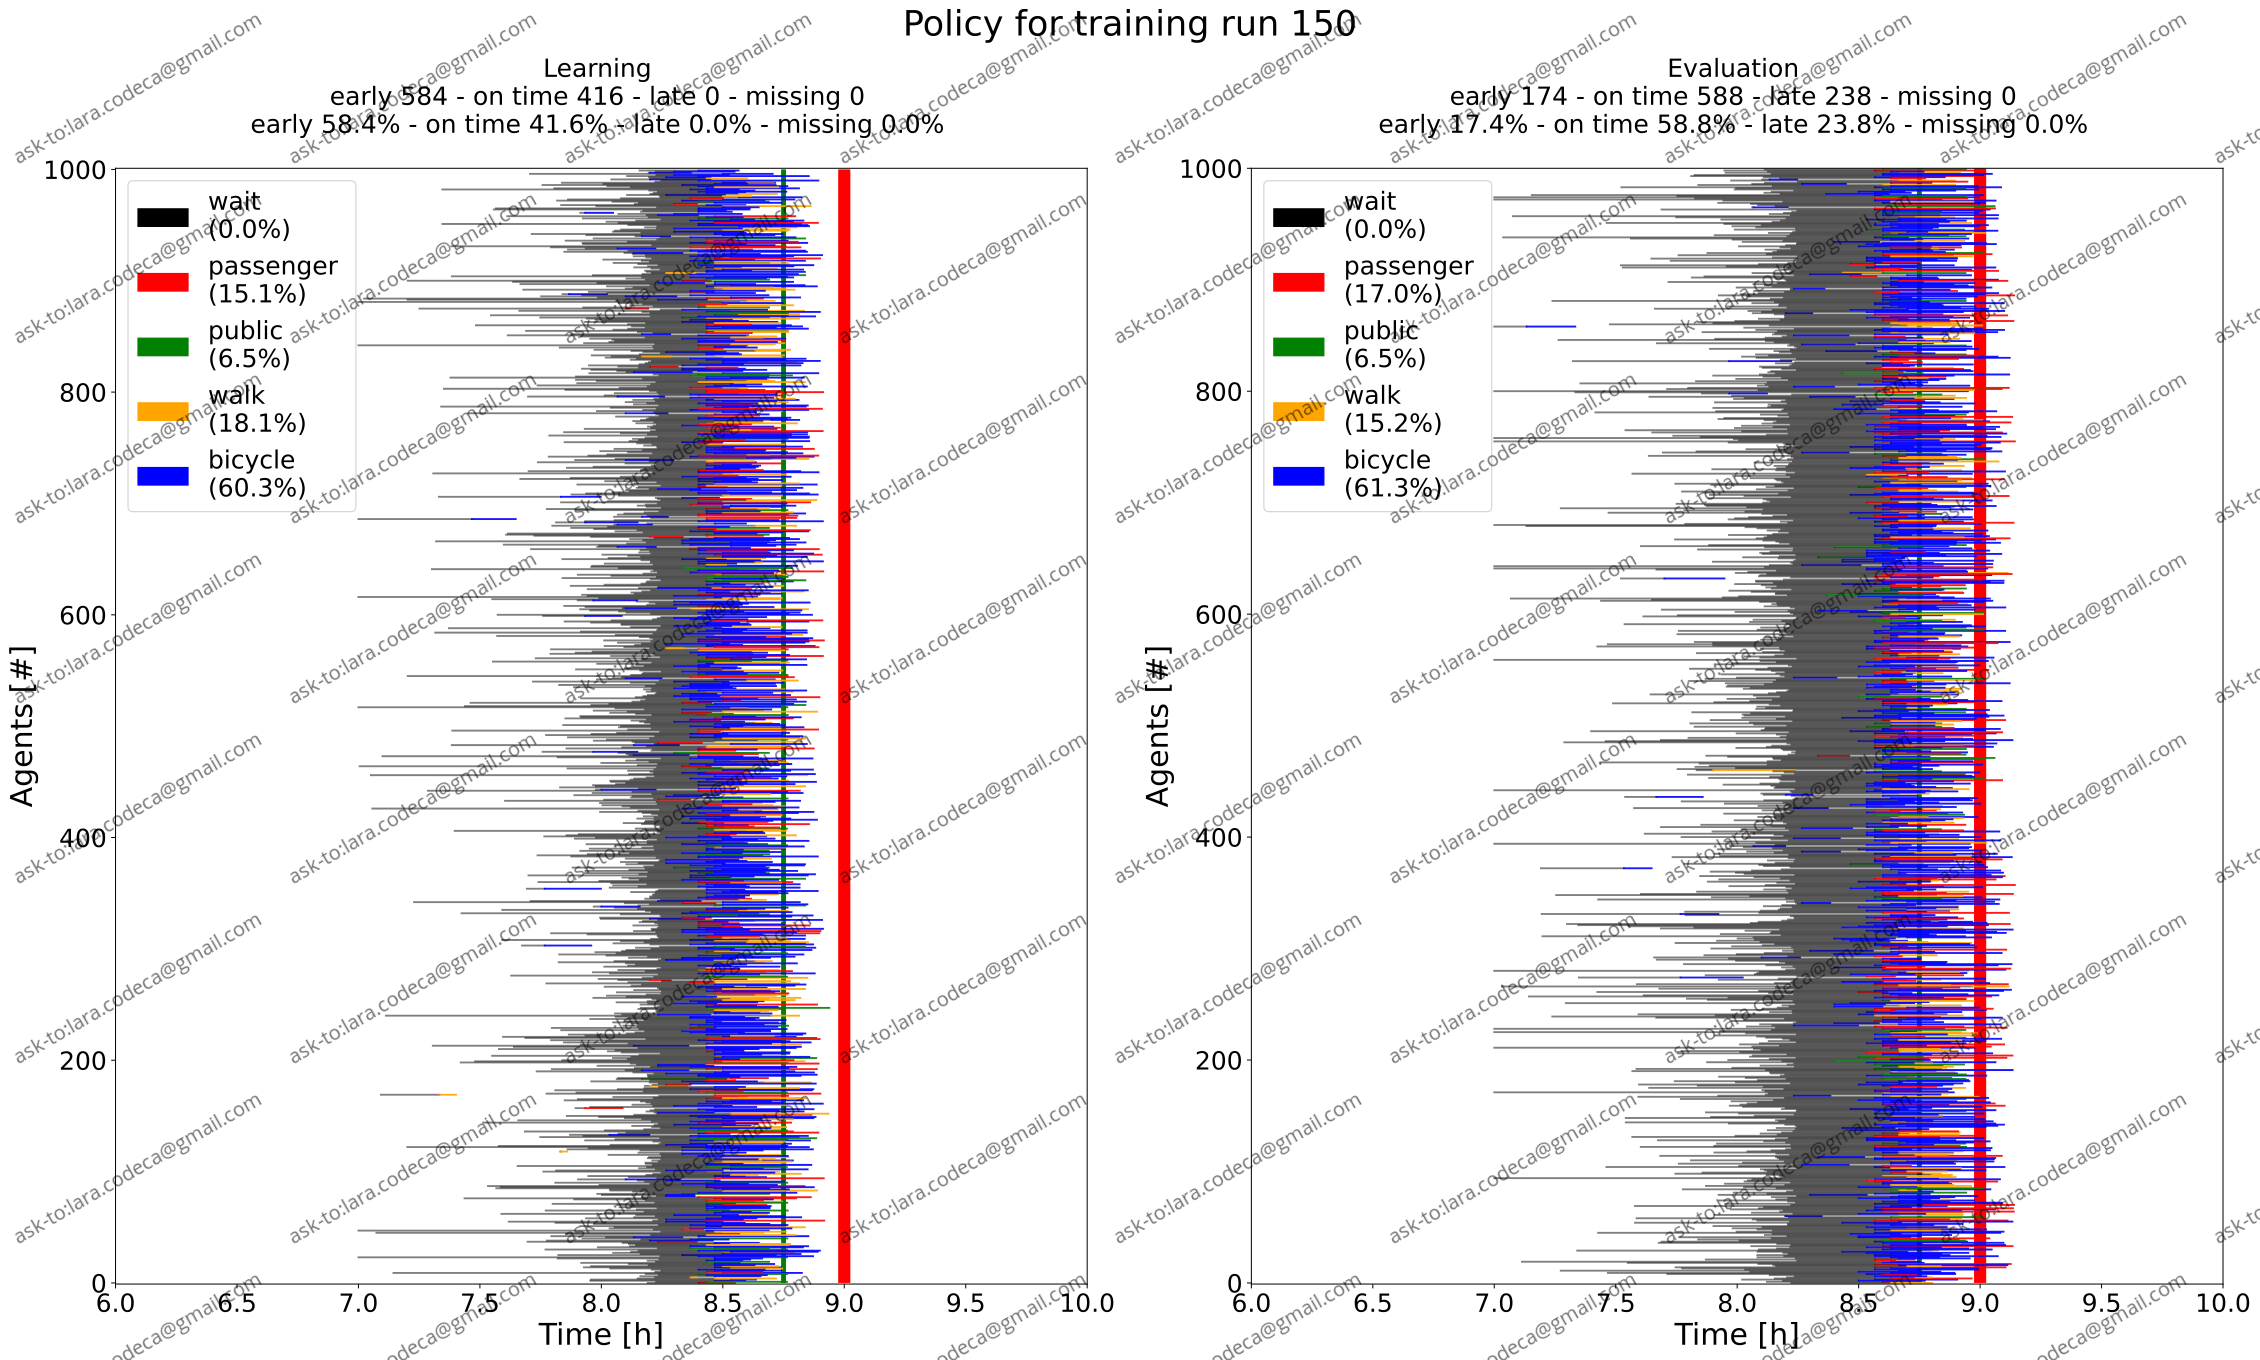 Policy for training run 150
Learning
early 584 - on time 416 - late 0 - missing 0
early 58.4% - on time 41.6% - late 0.0% - missing 0.0%
1000
800
600
400
200
0
Agents [#]
wait
(0.0%)
passenger
(15.1%)
public
(6.5%)
walk
(18.1%)
bicycle
(60.3%)
6.0 6.5 7.0 7.5 8.0 8.5 9.0 9.5 10.0
Time [h]
Evaluation
early 174 - on time 588 - late 238 - missing 0
early 17.4% - on time 58.8% - late 23.8% - missing 0.0%
1000
800
600
400
200
0
Agents [#]
wait
(0.0%)
passenger
(17.0%)
public
(6.5%)
walk
(15.2%)
bicycle
(61.3%)
6.0 6.5 7.0 7.5 8.0 8.5 9.0 9.5 10.0
Time [h]
ask-to:lara.codeca@gmail.com